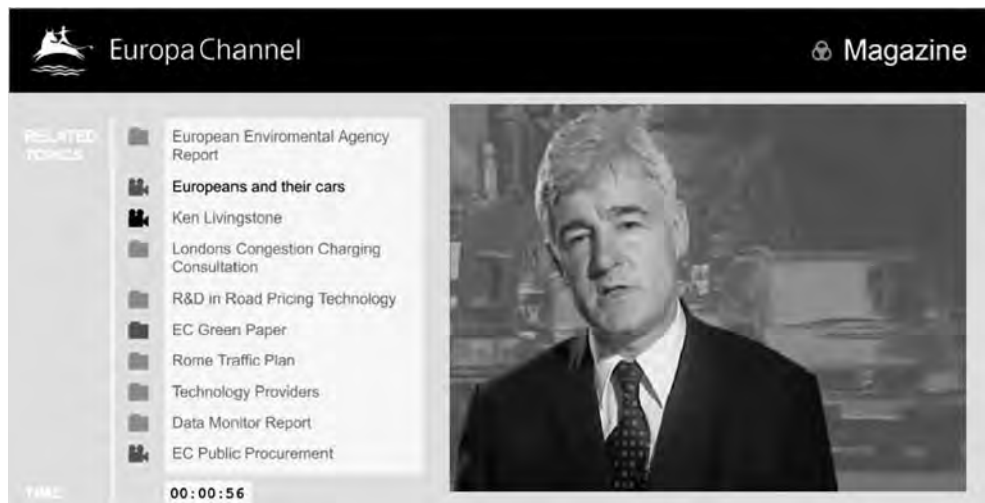 Europa Channel
Magazine
RELATED
TOPICS
European Enviromental Agency
Report
Europeans and their cars
Ken Livingstone
Londons Congestion Charging
Consultation
R&D in Road Pricing Technology
EC Green Paper
Rome Traffic Plan
Technology Providers
Data Monitor Report
EC Public Procurement
TIME
00:00:56